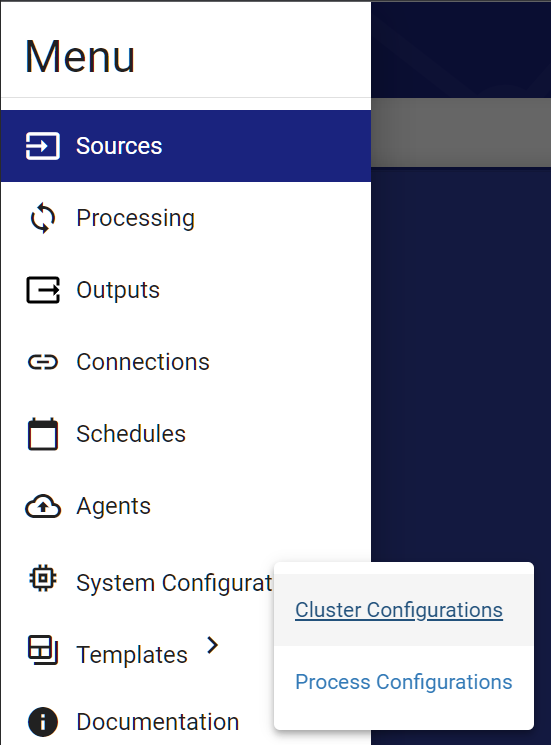 Menu
Sources
Processing
Outputs
Connections
Schedules
Agents
System Configurat
Cluster Configurations
Templates
Process Configurations
Documentation